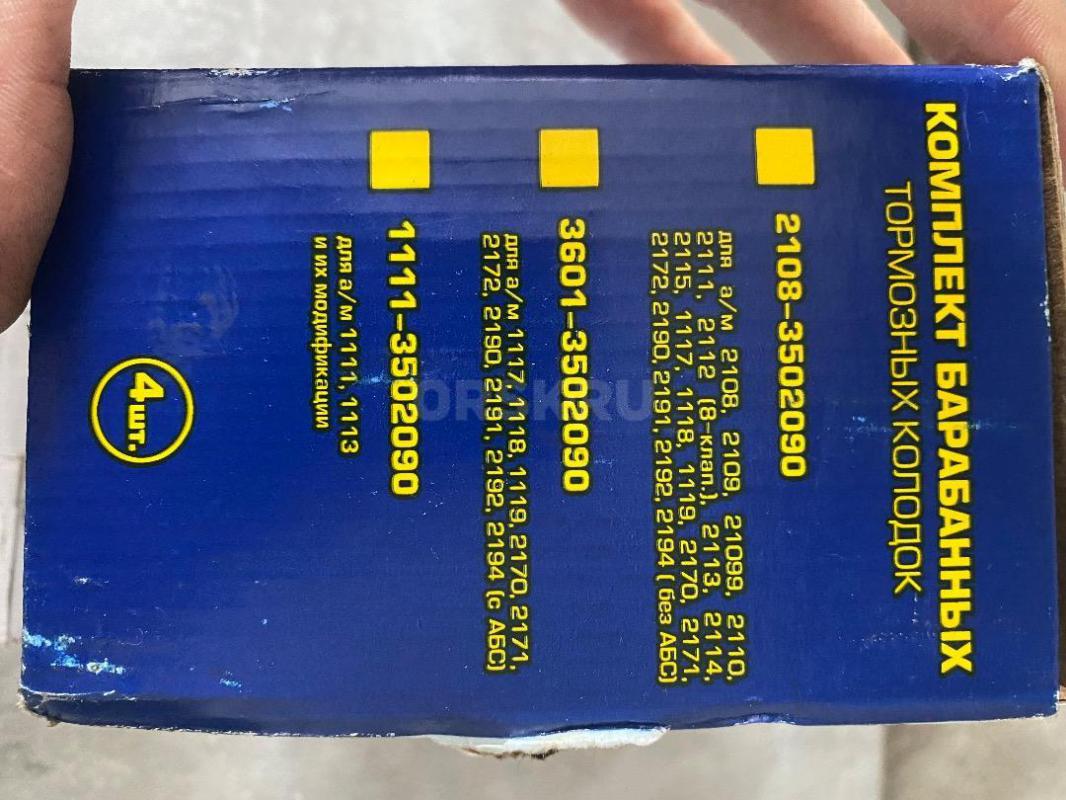 КОМПЛЕКТ БАРАБАННЫХ
ТОРМОЗНЫХ КОЛОДОК
2108-3502090
для а/м 2108, 2109, 21099, 2110,
2111, 2112 (8-клап.), 2113, 2114,
2115, 1117, 1118, 1119, 2170, 2171,
2172, 2190, 2191, 2192, 2194 ( без АБС)
3601-3502090
для а/м 1117, 1118, 1119, 2170, 2171,
2172, 2190, 2191, 2192, 2194 (с АБС)
1111-3502090
для а/м 1111, 1113
и их модификации
4 шт.